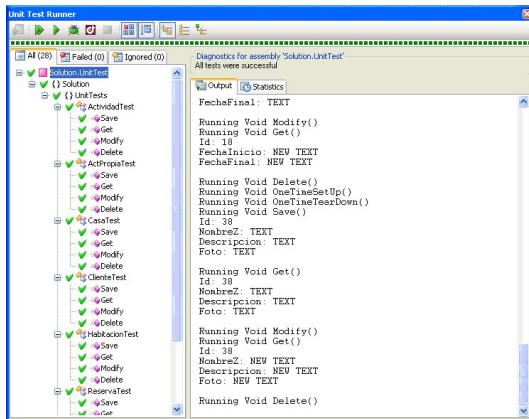 Unit Test Runner
All (28) Failed (0) Ignored (0)
Solution.UnitTest
{} Solution
{} UnitTests
ActividadTest
Save
Get
Modify
Delete
ActPropiaTest
Save
Get
Modify
Delete
CasaTest
Save
Get
Modify
Delete
ClienteTest
Save
Get
Modify
Delete
HabitacionTest
Save
Get
Modify
Delete
ReservaTest
Save
Get
Diagnostics for assembly 'Solution.UnitTest'
All tests were successful
Output Statistics
FechaFinal: TEXT
Running Void Modify()
Running Void Get()
Id: 18
FechaInicio: NEW TEXT
FechaFinal: NEW TEXT
Running Void Delete()
Running Void OneTimeSetUp()
Running Void OneTimeTearDown()
Running Void Save()
Id: 38
NombreZ: TEXT
Descripcion: TEXT
Foto: TEXT
Running Void Get()
Id: 38
NombreZ: TEXT
Descripcion: TEXT
Foto: TEXT
Running Void Modify()
Running Void Get()
Id: 38
NombreZ: NEW TEXT
Descripcion: NEW TEXT
Foto: NEW TEXT
Running Void Delete()